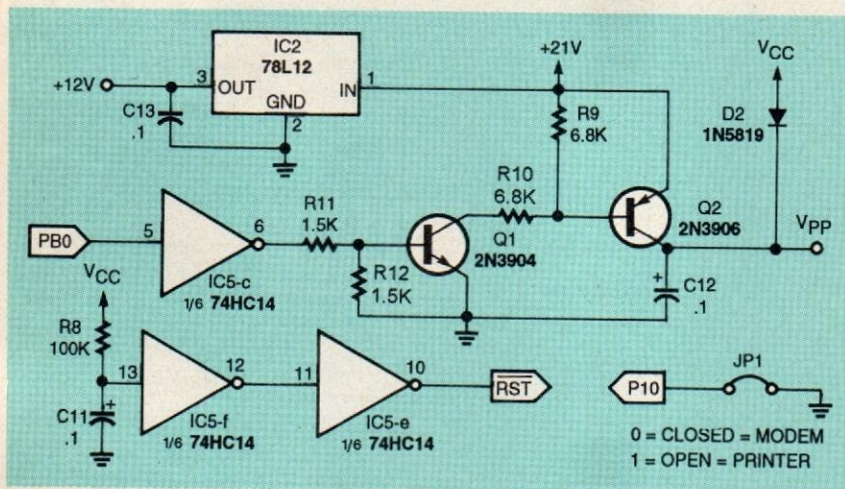 IC2
78L12
+12V
3
OUT
IN
1
GND
2
C13
.1
+21V
VCC
R9
6.8K
D2
1N5819
R10
6.8K
R11
1.5K
Q2
2N3906
VPP
PB0
5
6
IC5-c
1/6 74HC14
Q1
2N3904
R12
1.5K
+
C12
.1
VCC
R8
100K
13
12
IC5-f
1/6 74HC14
11
10
IC5-e
1/6 74HC14
RST
C11
+
.1
P10
JP1
0 = CLOSED = MODEM
1 = OPEN = PRINTER